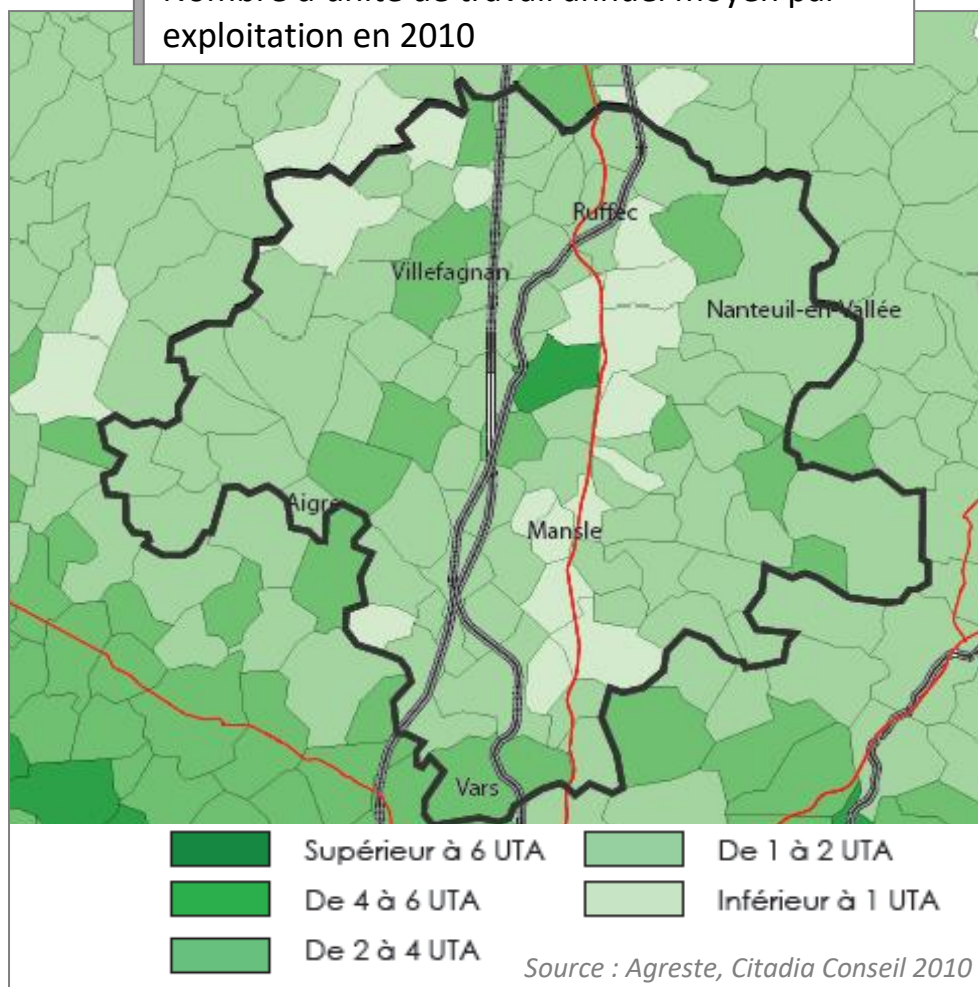 Nombre d'unité de travail annuel moyen par
exploitation en 2010
Ruffec
Villefagnan
Nanteuil-en-Vallée
Aigre
Mansle
Vars
Supérieur à 6 UTA
De 4 à 6 UTA
De 2 à 4 UTA
De 1 à 2 UTA
Inférieur à 1 UTA
Source : Agreste, Citadia Conseil 2010